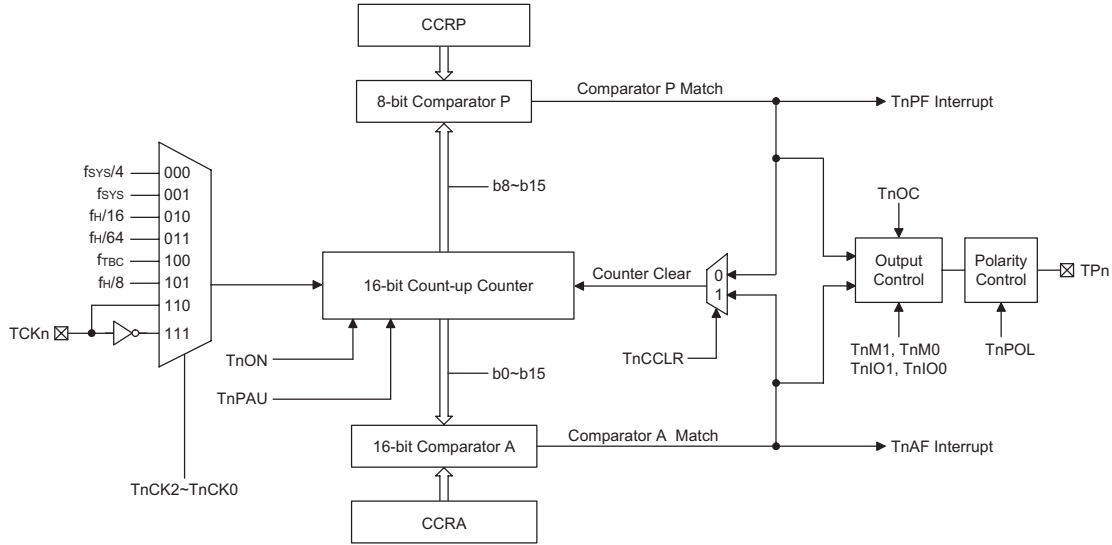 CCRP
8-bit Comparator P
Comparator P Match
TnPF Interrupt
b8~b15
fSYS/4
000
fSYS
001
fH/16
010
fH/64
011
fTBC
100
fH/8
101
110
111
TCKn
TnCK2~TnCK0
16-bit Count-up Counter
TnON
TnPAU
Counter Clear
0
1
TnCCLR
TnOC
Output
Control
TnM1, TnM0
TnIO1, TnIO0
Polarity
Control
TnPOL
TPn
b0~b15
16-bit Comparator A
Comparator A Match
TnAF Interrupt
CCRA